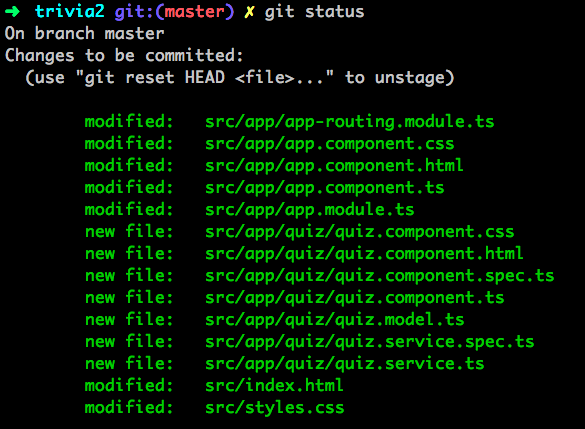 ➜ trivia2 git:(master) ✗ git status
On branch master
Changes to be committed:
  (use "git reset HEAD <file>..." to unstage)

        modified:   src/app/app-routing.module.ts
        modified:   src/app/app.component.css
        modified:   src/app/app.component.html
        modified:   src/app/app.component.ts
        modified:   src/app/app.module.ts
        new file:   src/app/quiz/quiz.component.css
        new file:   src/app/quiz/quiz.component.html
        new file:   src/app/quiz/quiz.component.spec.ts
        new file:   src/app/quiz/quiz.component.ts
        new file:   src/app/quiz/quiz.model.ts
        new file:   src/app/quiz/quiz.service.spec.ts
        new file:   src/app/quiz/quiz.service.ts
        modified:   src/index.html
        modified:   src/styles.css